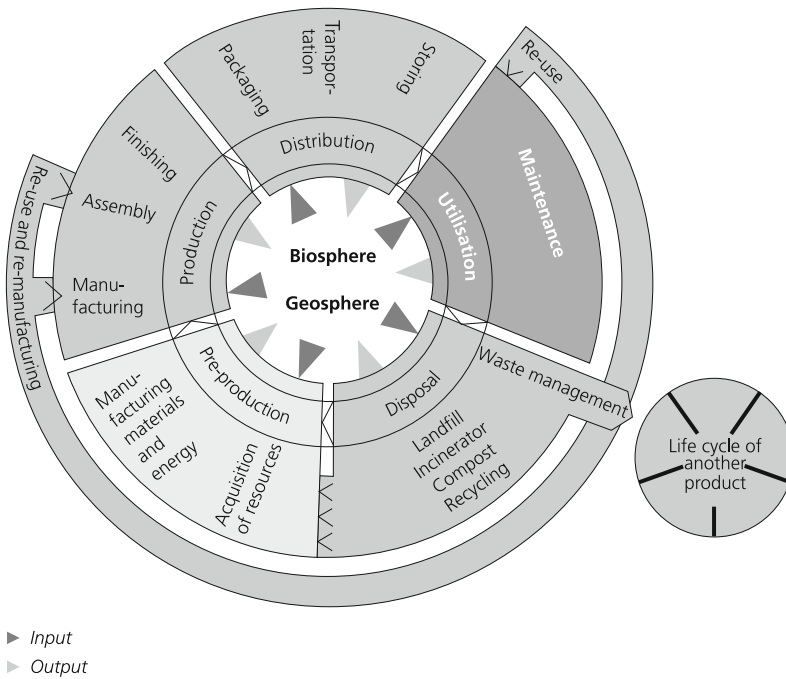 Packaging
Transpor-
tation
Storing
Distribution
Re-use
Maintenance
Utilisation
Finishing
Assembly
Manu-
facturing
Production
Re-use and re-manufacturing
Biosphere
Geosphere
Pre-production
Manu-
facturing
materials
and
energy
Acquisition
of resources
Disposal
Landfill
Incinerator
Compost
Recycling
Waste management
Life cycle of
another
product
Input
Output